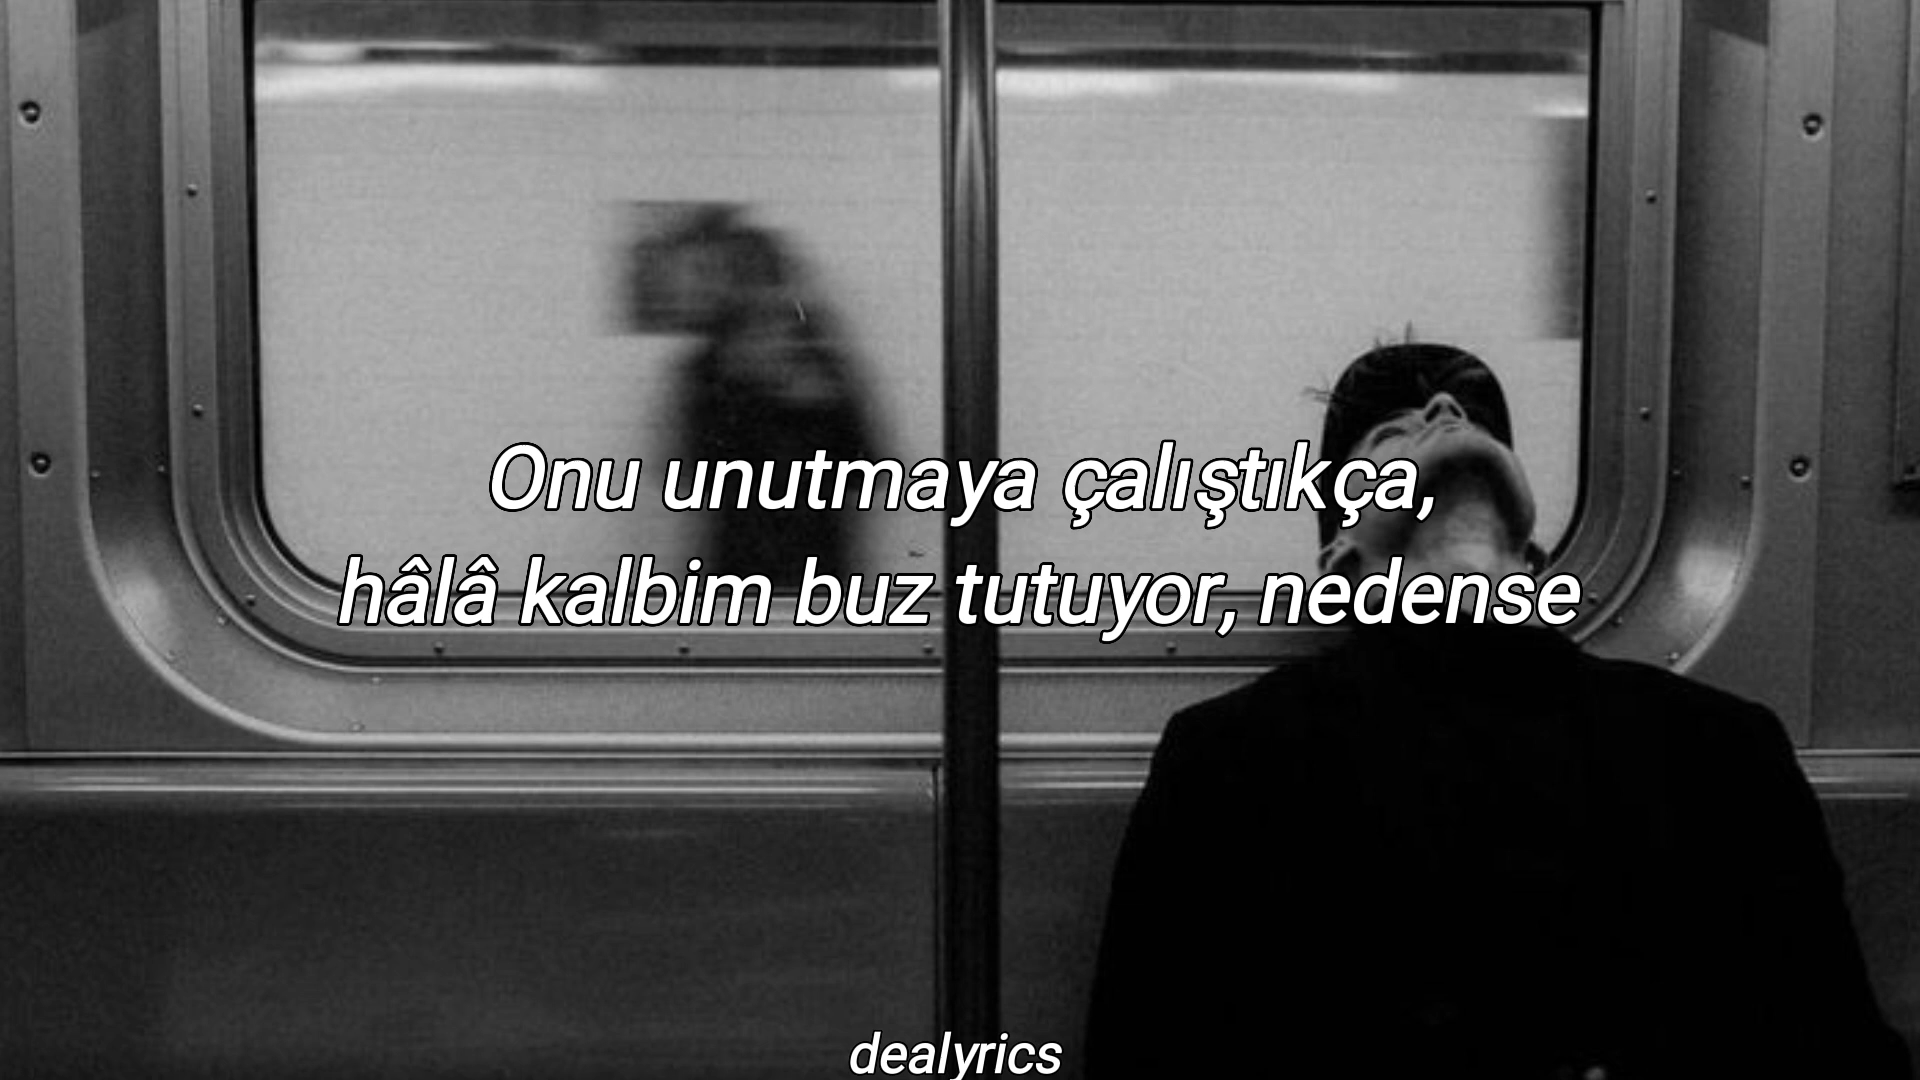 Onu unutmaya çalıştıkça,
hâlâ kalbim buz tutuyor, nedense
dealyrics